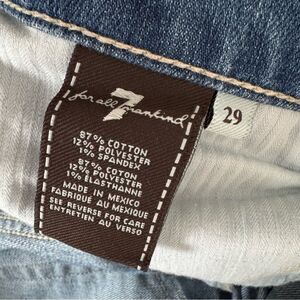 7
for all mankind
29
87% COTTON
12% POLYESTER
1% SPANDEX
87% COTON
12% POLYESTER
1% ELASTHANNE
MADE IN MEXICO
FABRIQUÉ AU MEXIQUE
SEE REVERSE FOR CARE
ENTRETIEN AU VERSO